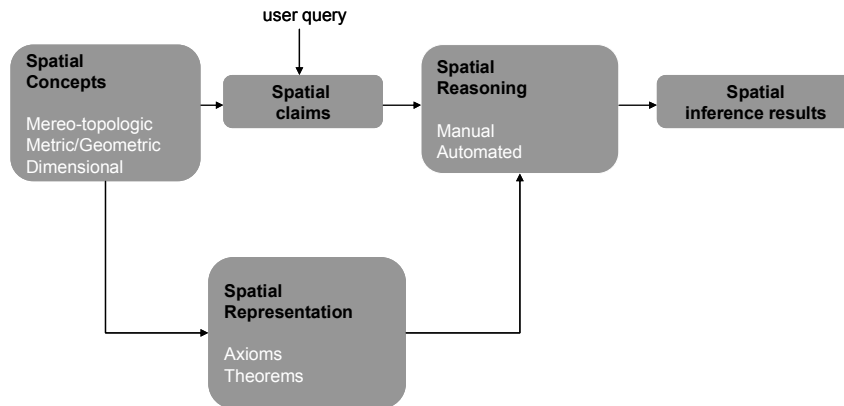 user query
Spatial
Concepts
Mereo-topologic
Metric/Geometric
Dimensional
Spatial
claims
Spatial
Reasoning
Manual
Automated
Spatial
inference results
Spatial
Representation
Axioms
Theorems